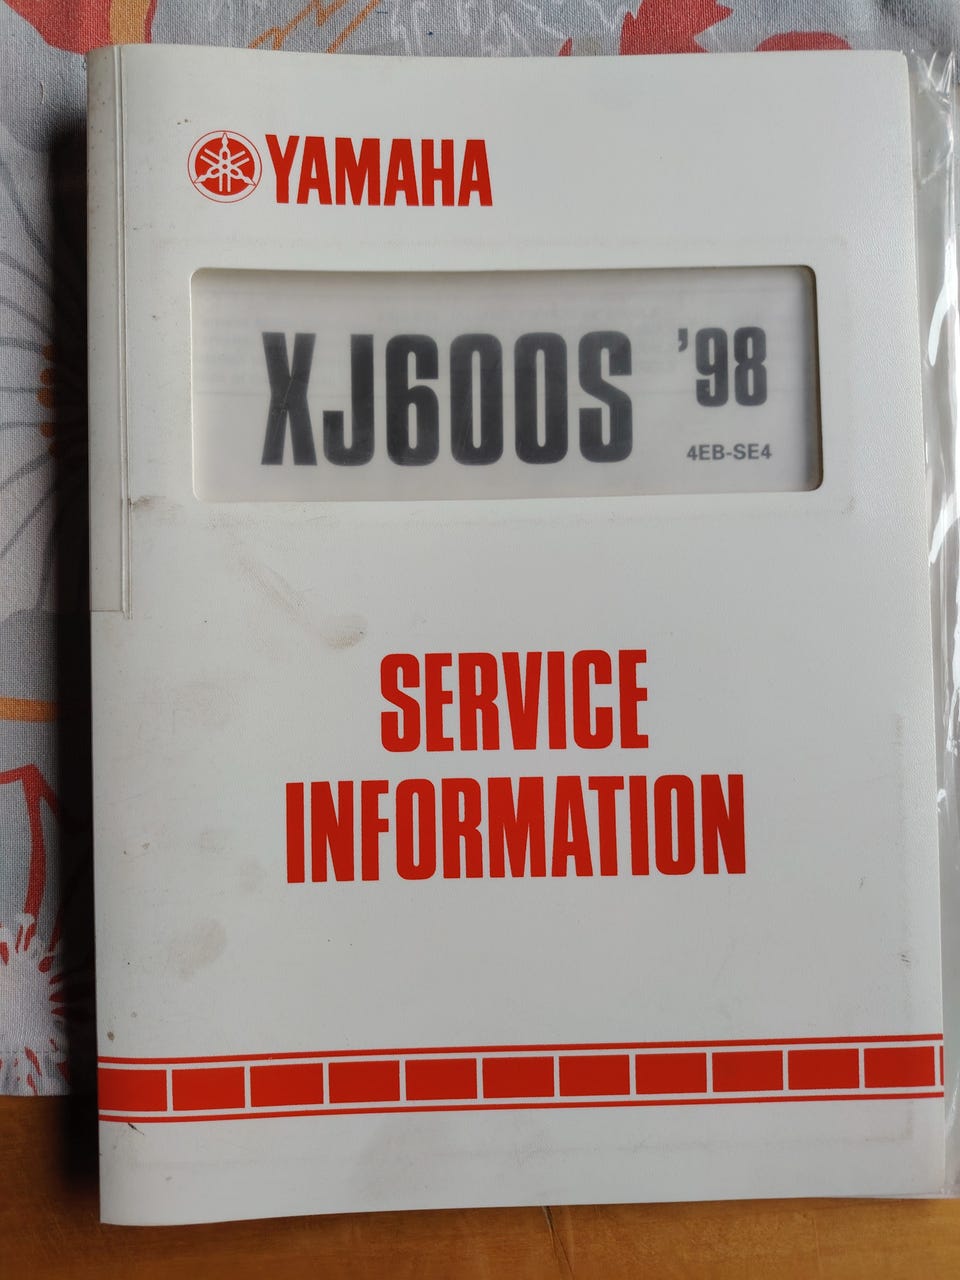 YAMAHA
XJ600S '98
4EB-SE4
SERVICE
INFORMATION